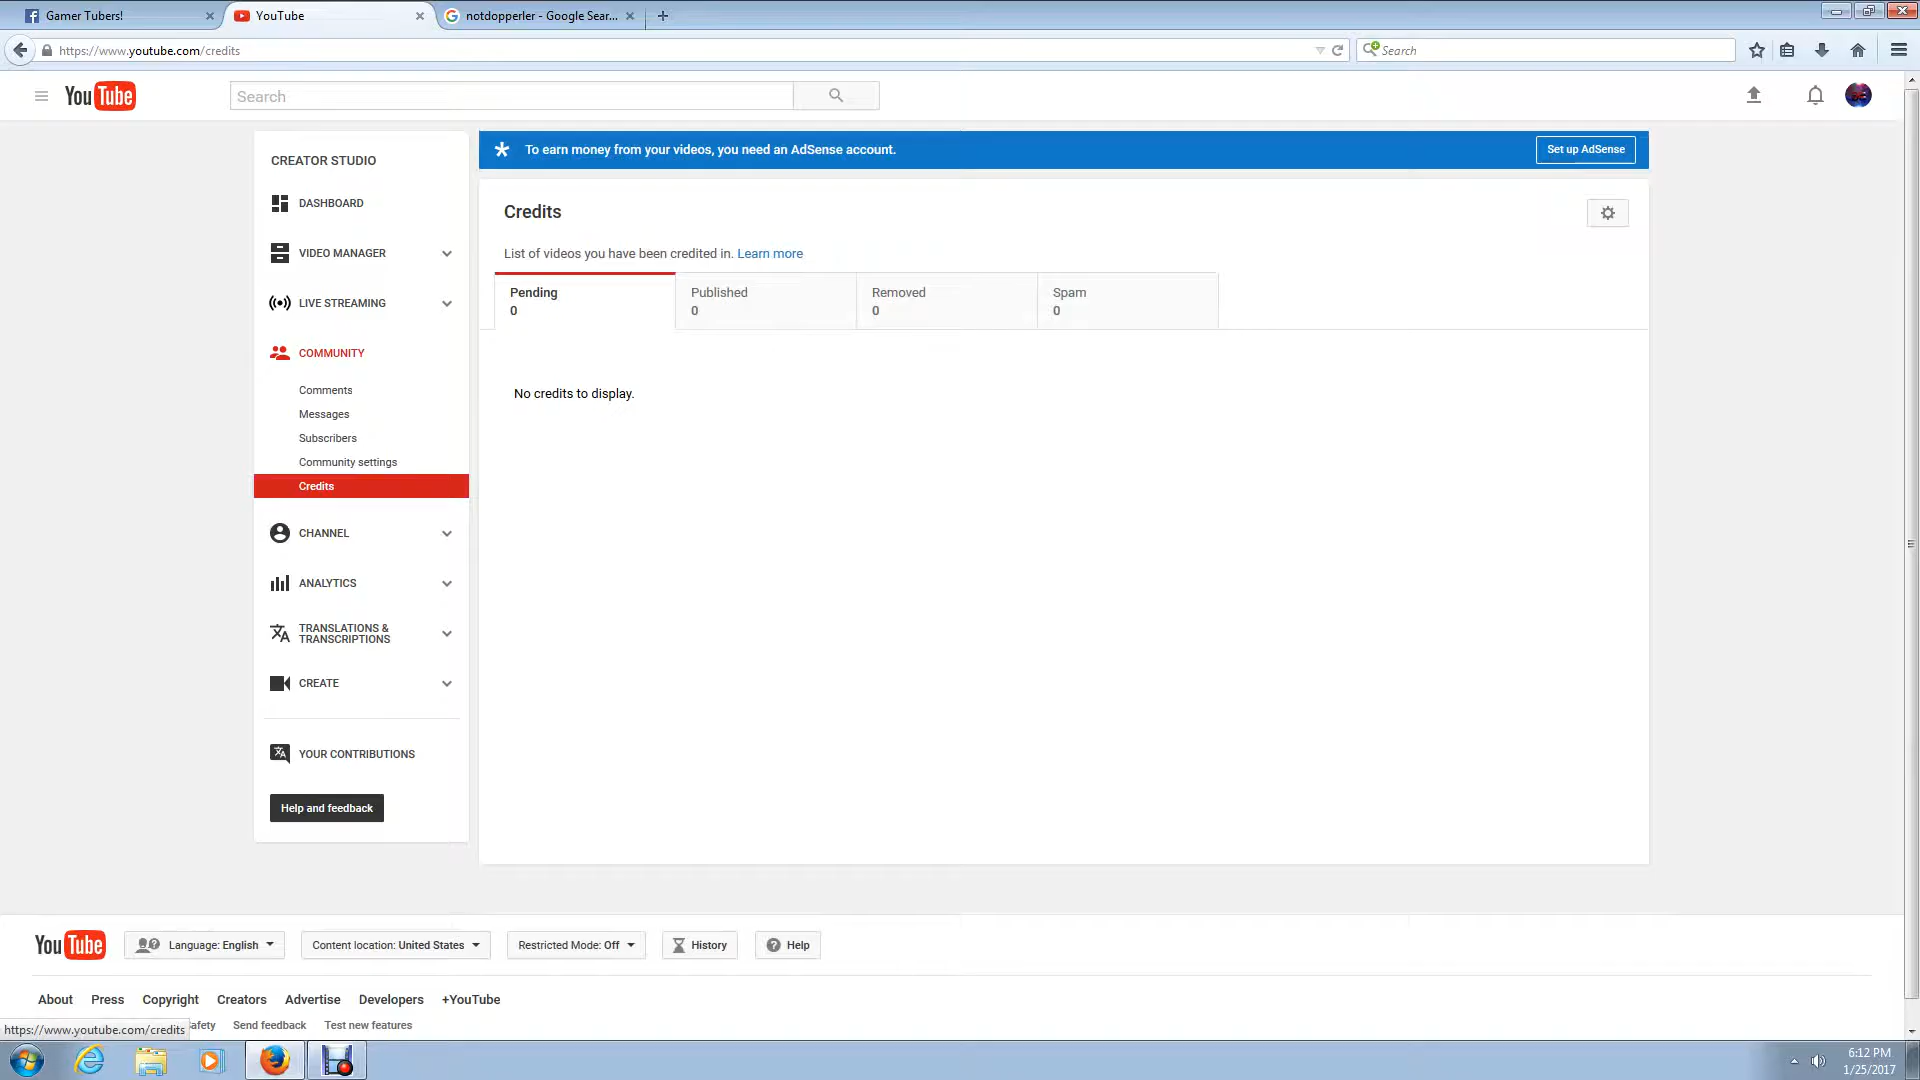 Gamer Tubers!
YouTube
notdopperler - Google Sear...
https://www.youtube.com/credits
Search
YouTube
Search
CREATOR STUDIO
DASHBOARD
VIDEO MANAGER
LIVE STREAMING
COMMUNITY
Comments
Messages
Subscribers
Community settings
Credits
CHANNEL
ANALYTICS
TRANSLATIONS &
TRANSCRIPTIONS
CREATE
YOUR CONTRIBUTIONS
Help and feedback
To earn money from your videos, you need an AdSense account.
Set up AdSense
Credits
List of videos you have been credited in. Learn more
Pending
0
Published
0
Removed
0
Spam
0
No credits to display.
YouTube
Language: English
Content location: United States
Restricted Mode: Off
History
Help
About Press Copyright Creators Advertise Developers +YouTube
https://www.youtube.com/credits
afety Send feedback Test new features
6:12 PM
1/25/2017